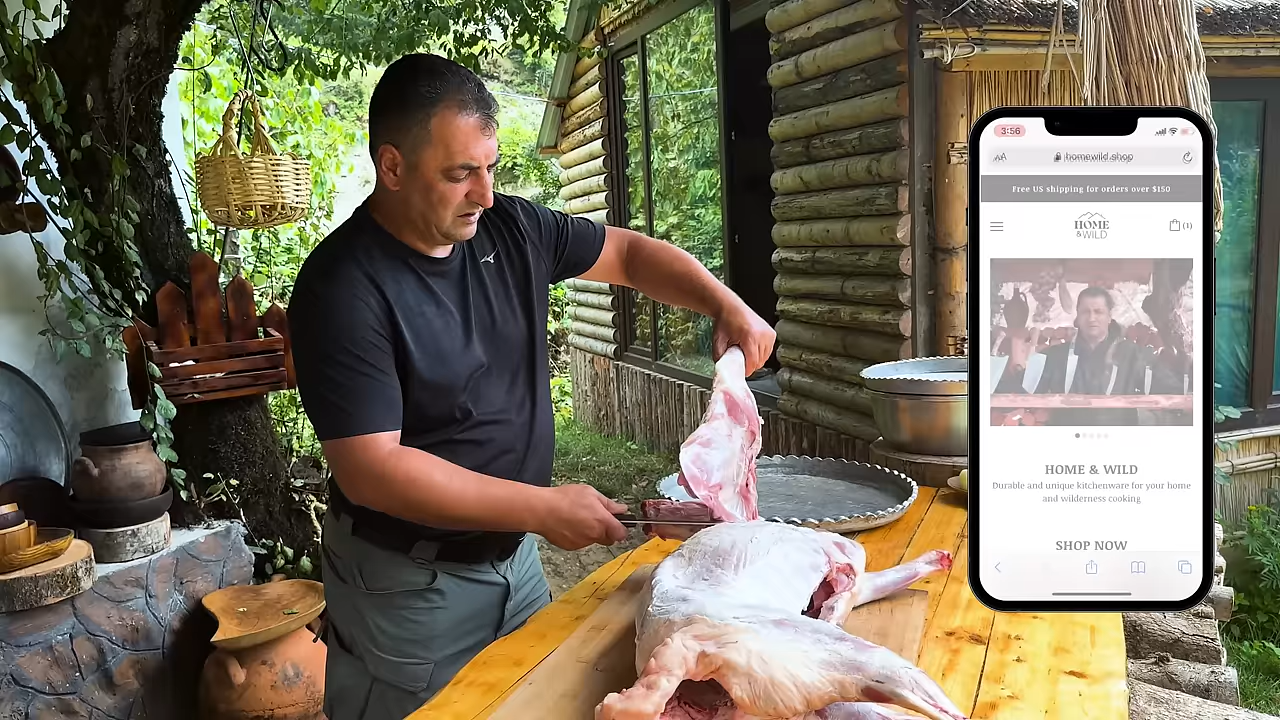 3:56
AA
homewild.shop
Free US shipping for orders over $150
HOME
&WILD
(1)
HOME & WILD
Durable and unique kitchenware for your home
and wilderness cooking
SHOP NOW